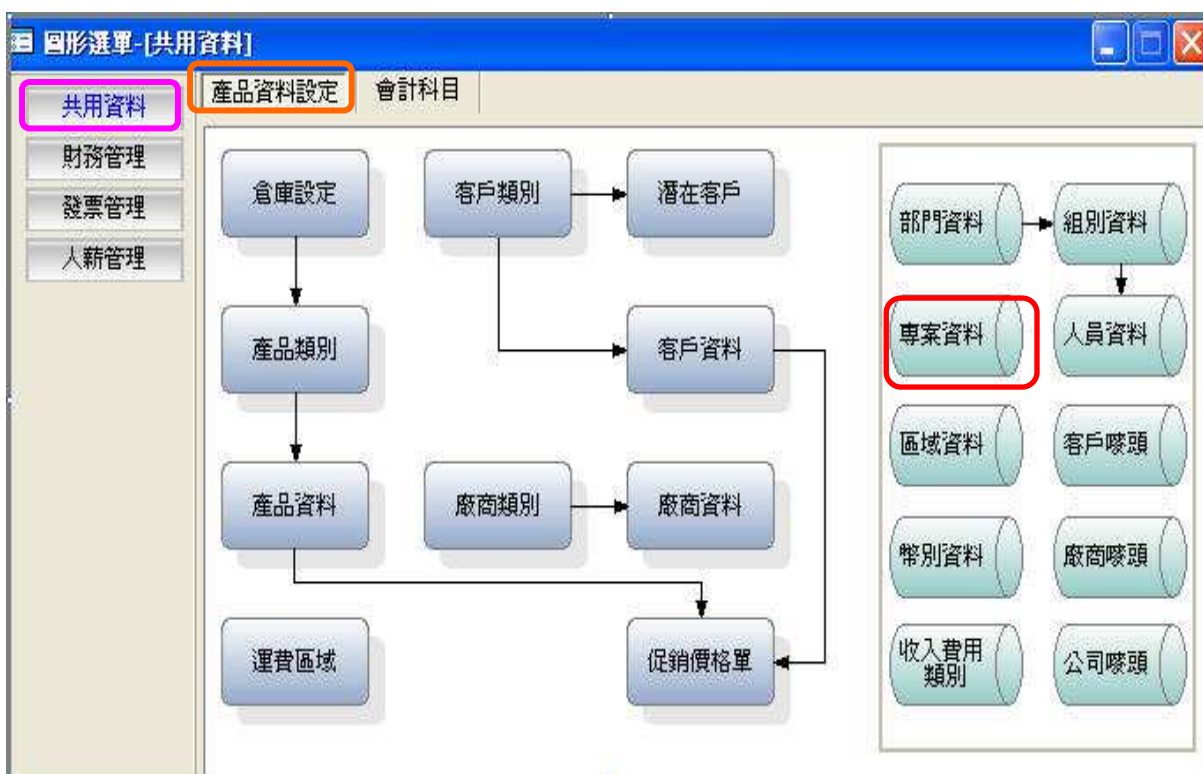 圖形選單-[共用資料]
共用資料
財務管理
發票管理
人薪管理
產品資料設定
會計科目
倉庫設定
客戶類別
潛在客戶
產品類別
客戶資料
產品資料
廠商類別
廠商資料
運費區域
促銷價格單
部門資料
組別資料
專案資料
人員資料
區域資料
客戶嘜頭
幣別資料
廠商嘜頭
收入費用
類別
公司嘜頭